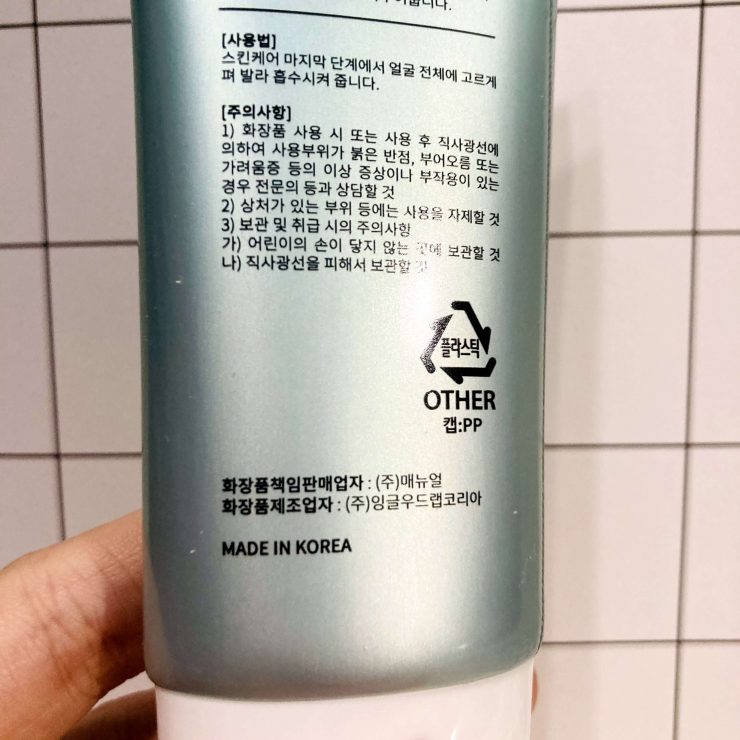 [사용법]
스킨케어 마지막 단계에서 얼굴 전체에 고르게
펴 발라 흡수시켜 줍니다.
[주의사항]
1) 화장품 사용 시 또는 사용 후 직사광선에
의하여 사용부위가 붉은 반점, 부어오름 또는
가려움증 등의 이상 증상이나 부작용이 있는
경우 전문의 등과 상담할 것
2) 상처가 있는 부위 등에는 사용을 자제할 것
3) 보관 및 취급 시의 주의사항
가) 어린이의 손이 닿지 않는 곳에 보관할 것
나) 직사광선을 피해서 보관할 것
플라스틱
OTHER
캡:PP
화장품책임판매업자 : (주)매뉴얼
화장품제조업자 : (주)잉글우드랩코리아
MADE IN KOREA